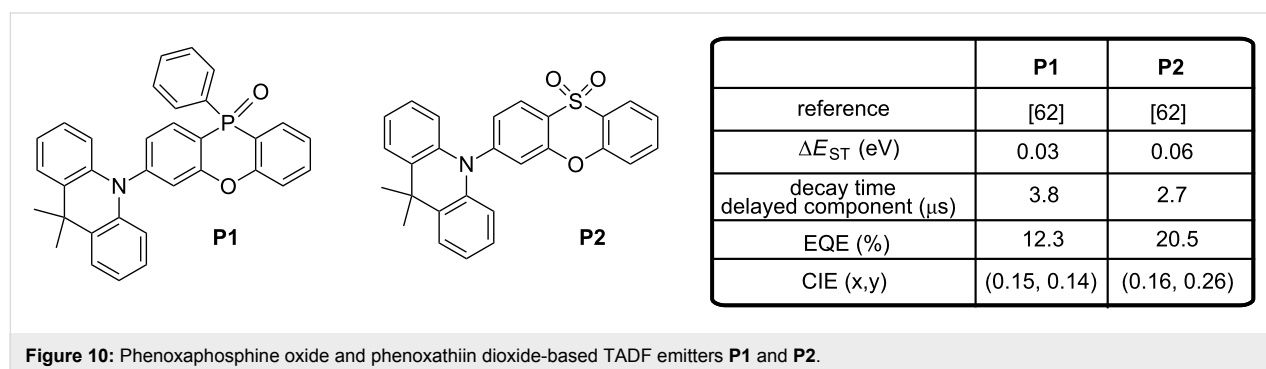 P
O
O
N
P1
O O
S
O
N
P2
P1 P2
reference [62] [62]
ΔE_ST (eV) 0.03 0.06
decay time
delayed component (μs) 3.8 2.7
EQE (%) 12.3 20.5
CIE (x,y) (0.15, 0.14) (0.16, 0.26)
Figure 10: Phenoxaphosphine oxide and phenoxathiin dioxide-based TADF emitters P1 and P2.